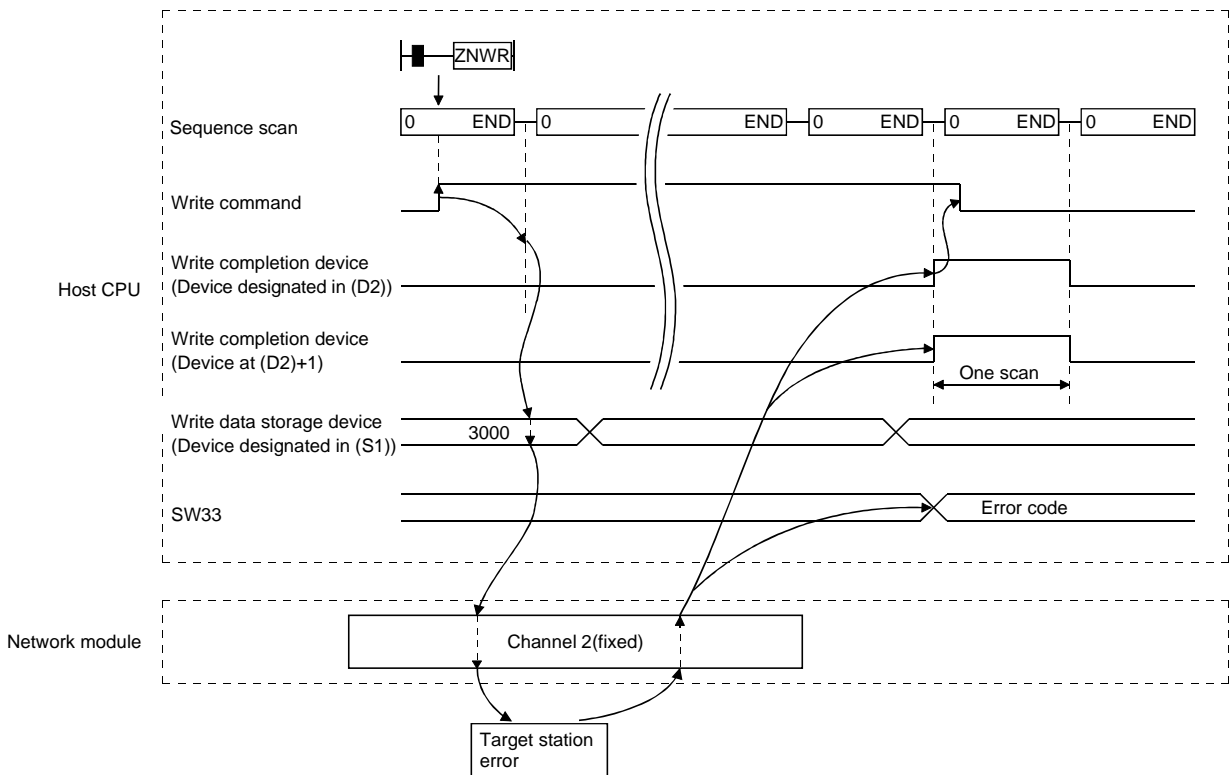 ZNWR
Sequence scan
0 END 0 END 0 END 0 END 0 END
Write command
Write completion device
(Device designated in (D2))
Host CPU
Write completion device
(Device at (D2)+1)
One scan
Write data storage device
(Device designated in (S1))
3000
SW33
Error code
Network module
Channel 2(fixed)
Target station
error